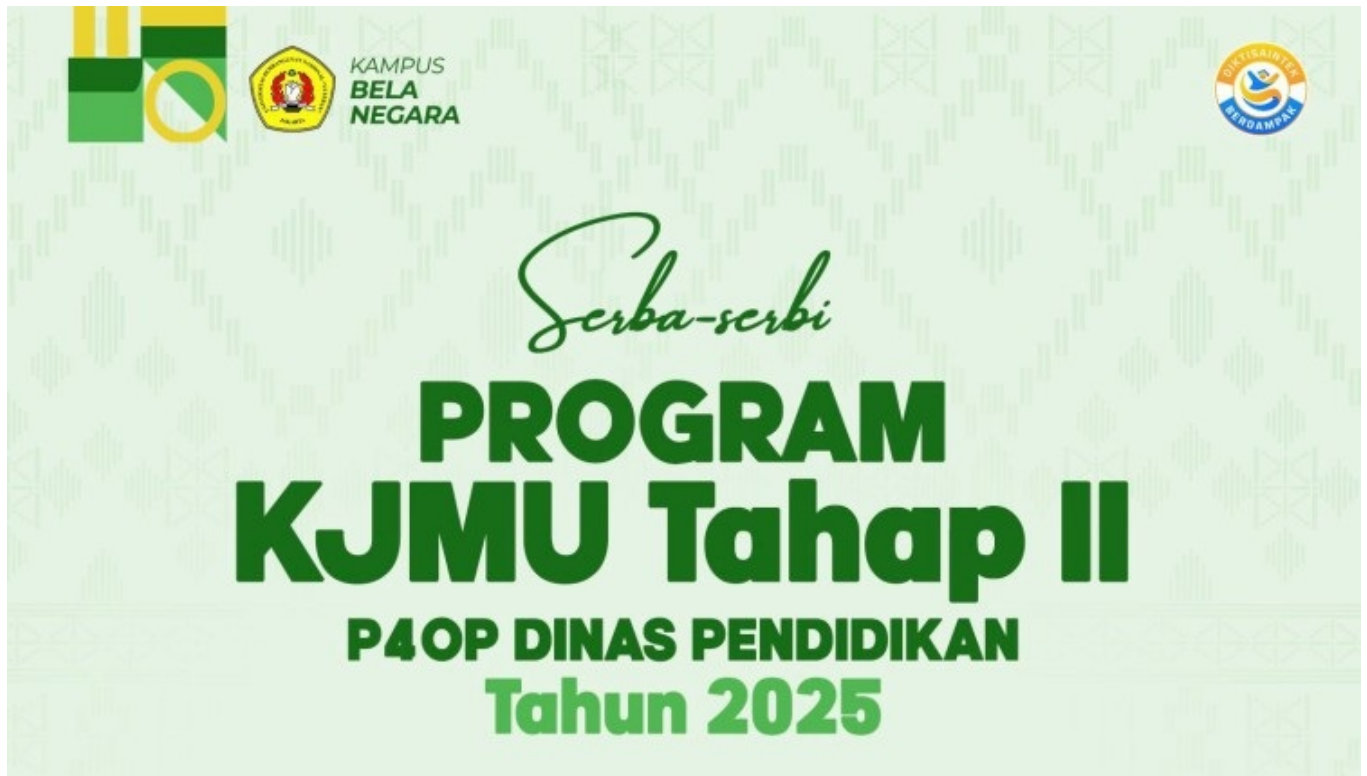 KAMPUS
BELA
NEGARA
DIKTISAINTEK
BERDAMPAK
Serba-serbi
PROGRAM
KJMU Tahap II
P4OP DINAS PENDIDIKAN
Tahun 2025